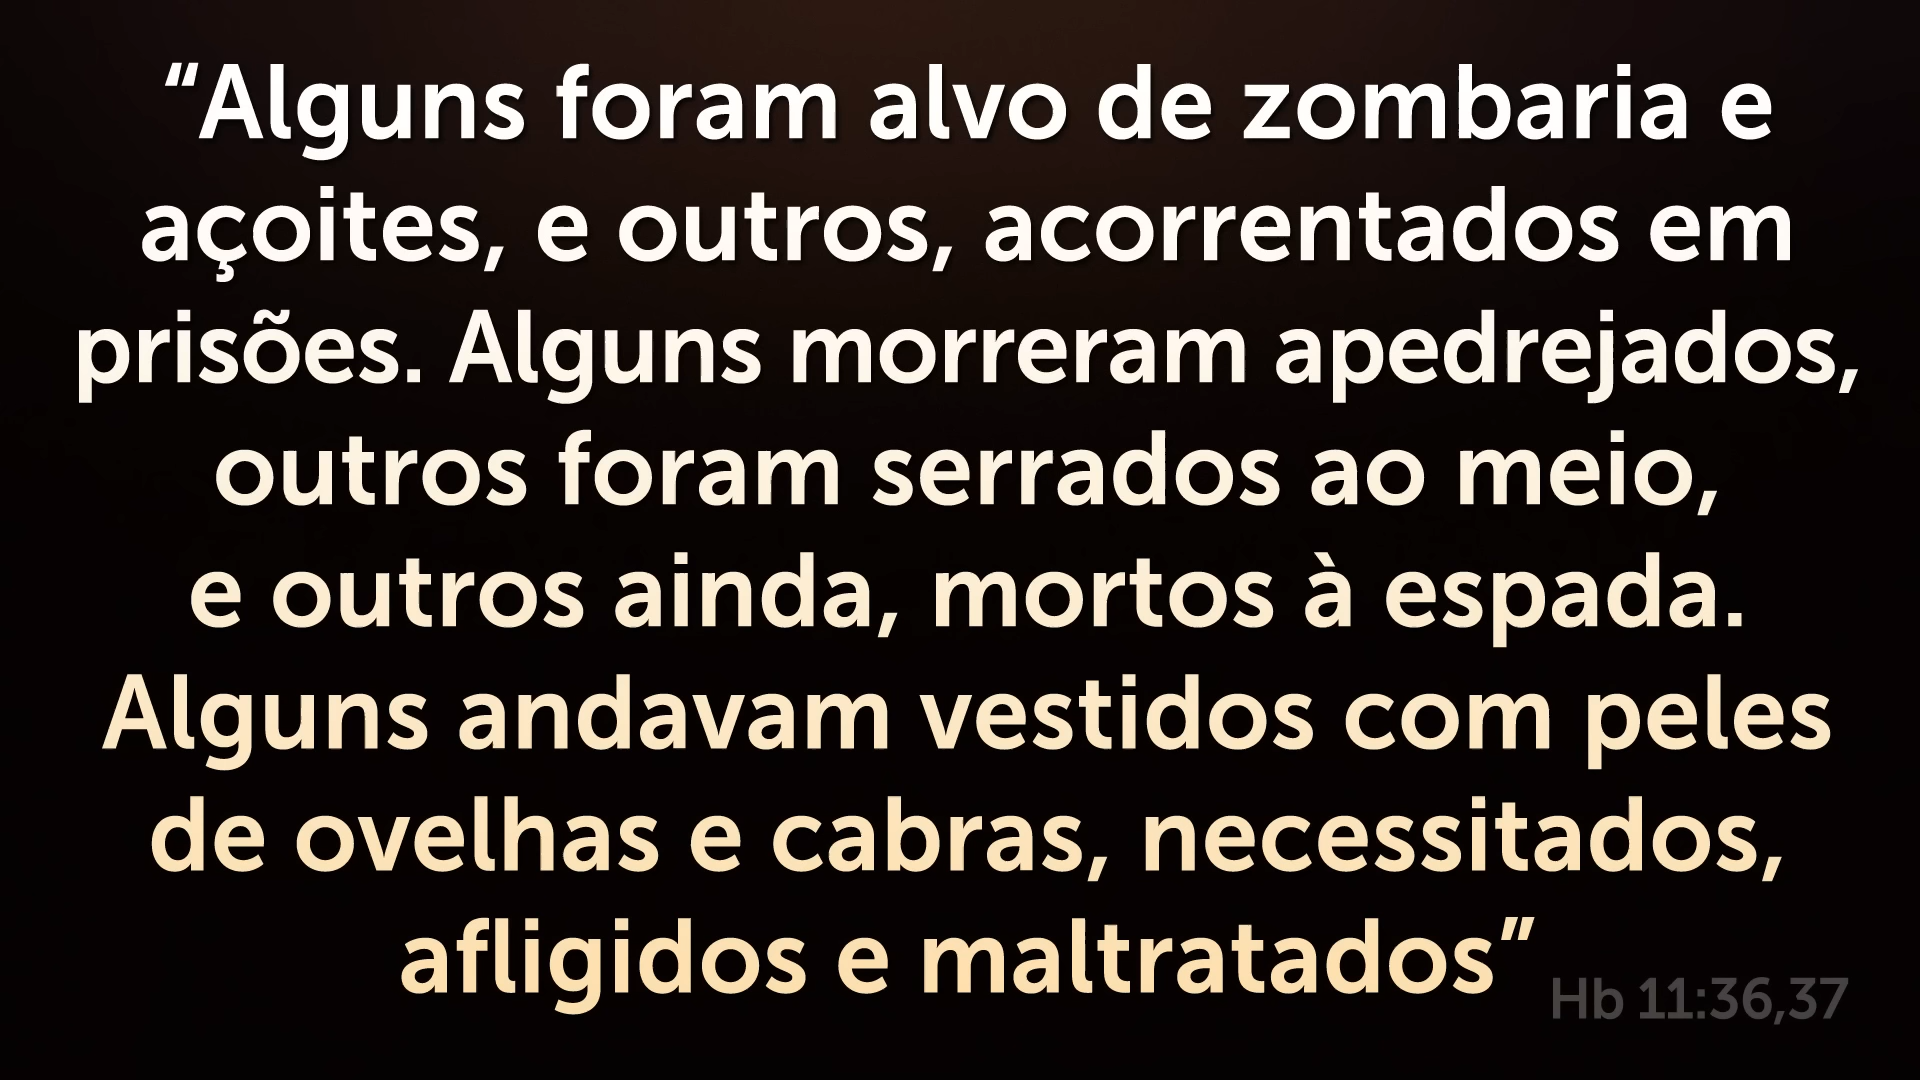 “Alguns foram alvo de zombaria e
açoites, e outros, acorrentados em
prisões. Alguns morreram apedrejados,
outros foram serrados ao meio,
e outros ainda, mortos à espada.
Alguns andavam vestidos com peles
de ovelhas e cabras, necessitados,
afligidos e maltratados”
Hb 11:36,37